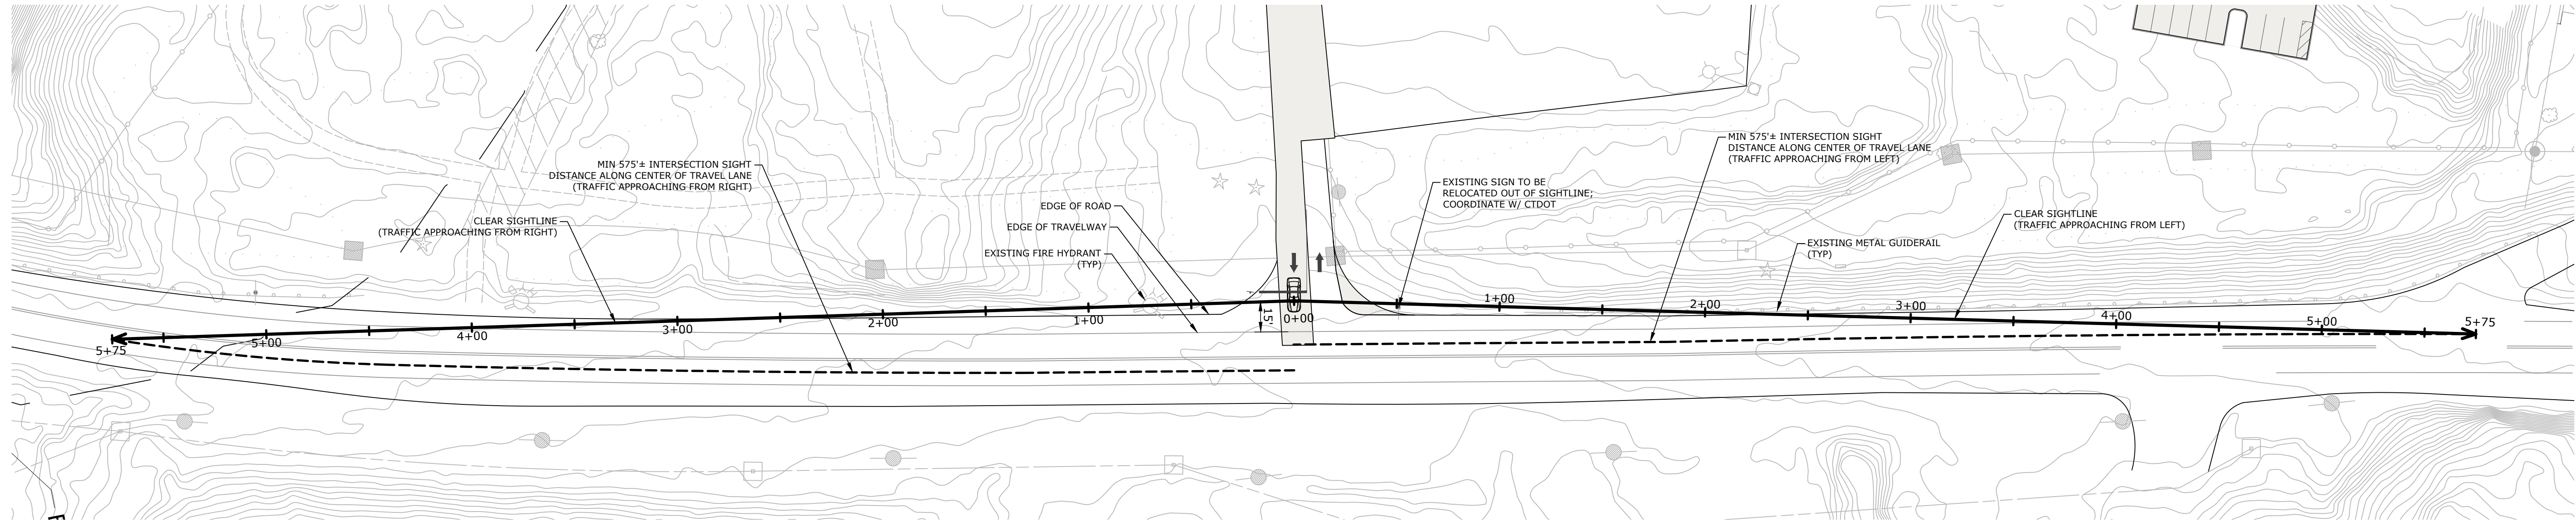 MIN 575'± INTERSECTION SIGHT
DISTANCE ALONG CENTER OF TRAVEL LANE
(TRAFFIC APPROACHING FROM RIGHT)
CLEAR SIGHTLINE
(TRAFFIC APPROACHING FROM RIGHT)
EDGE OF ROAD
EDGE OF TRAVELWAY
EXISTING FIRE HYDRANT
(TYP)
EXISTING SIGN TO BE
RELOCATED OUT OF SIGHTLINE;
COORDINATE W/ CTDOT
MIN 575'± INTERSECTION SIGHT
DISTANCE ALONG CENTER OF TRAVEL LANE
(TRAFFIC APPROACHING FROM LEFT)
EXISTING METAL GUIDERAIL
(TYP)
CLEAR SIGHTLINE
(TRAFFIC APPROACHING FROM LEFT)
5+75
5+00
4+00
3+00
2+00
1+00
15'
0+00
1+00
2+00
3+00
4+00
5+00
5+75